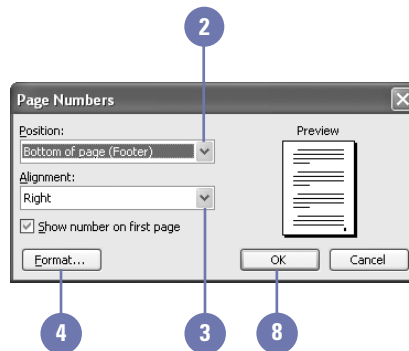 2
Page Numbers
Position:
Preview
Bottom of page (Footer)
Alignment:
Right
Show number on first page
Format...
OK
Cancel
4
3
8